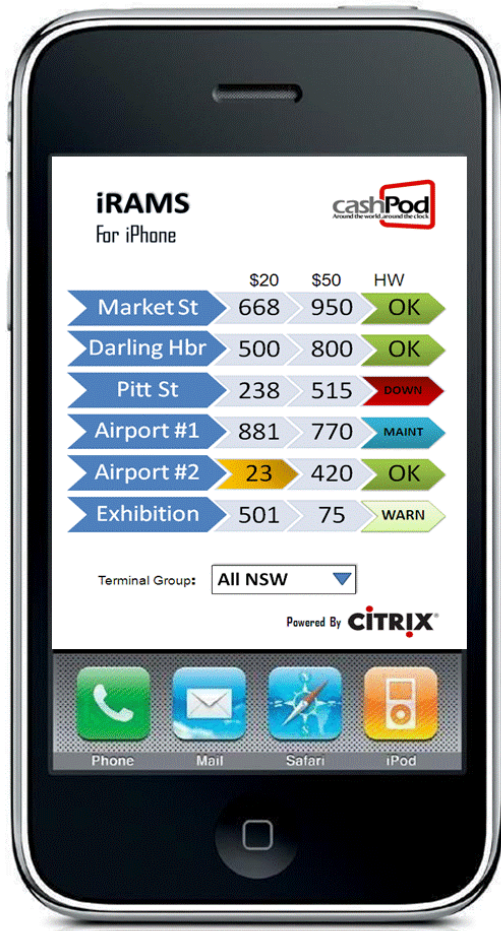 iRAMS
For iPhone
cashPod
Around the world, around the clock
$20 $50 HW
Market St 668 950 OK
Darling Hbr 500 800 OK
Pitt St 238 515 DOWN
Airport #1 881 770 MAINT
Airport #2 23 420 OK
Exhibition 501 75 WARN
Terminal Group: All NSW
Powered By CİTRIX®
Phone Mail Safari iPod